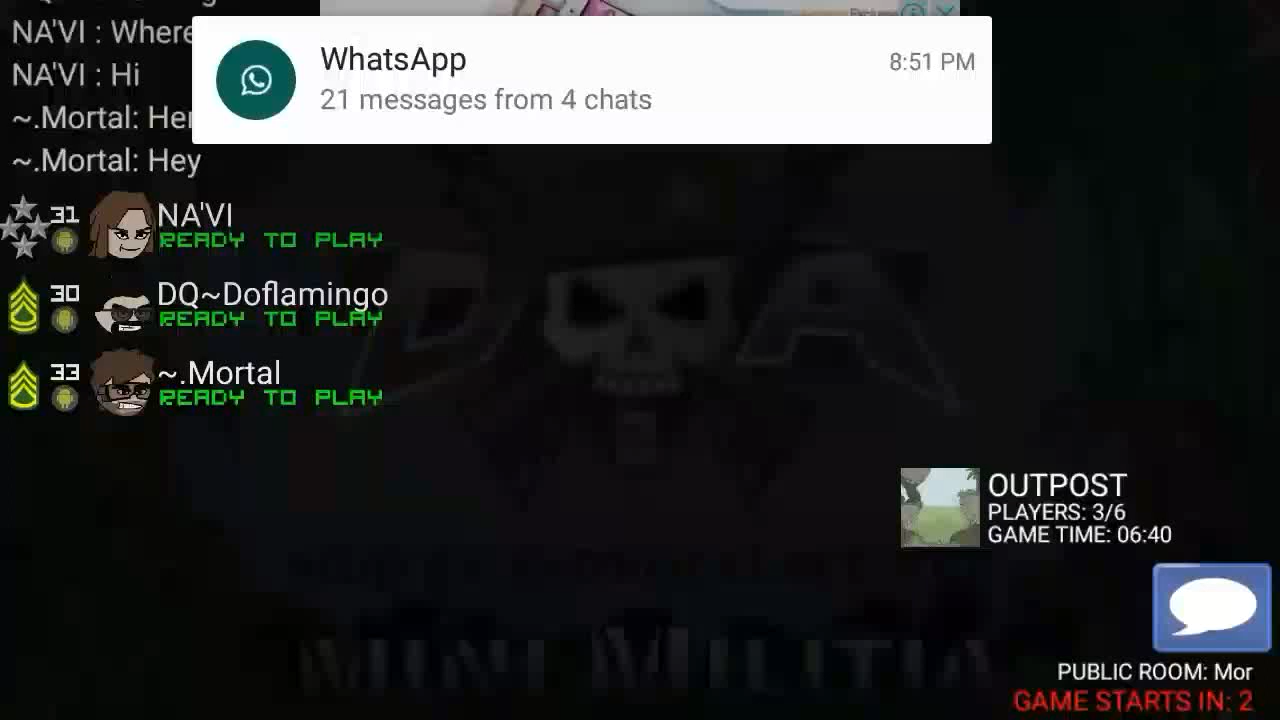 NA'VI : Where
NA'VI : Hi
~.Mortal: Her
~.Mortal: Hey
WhatsApp
8:51 PM
21 messages from 4 chats
31
NA'VI
READY TO PLAY
30
DQ~Doflamingo
READY TO PLAY
33
~.Mortal
READY TO PLAY
D A
MINI MILITIA
OUTPOST
PLAYERS: 3/6
GAME TIME: 06:40
PUBLIC ROOM: Mor
GAME STARTS IN: 2